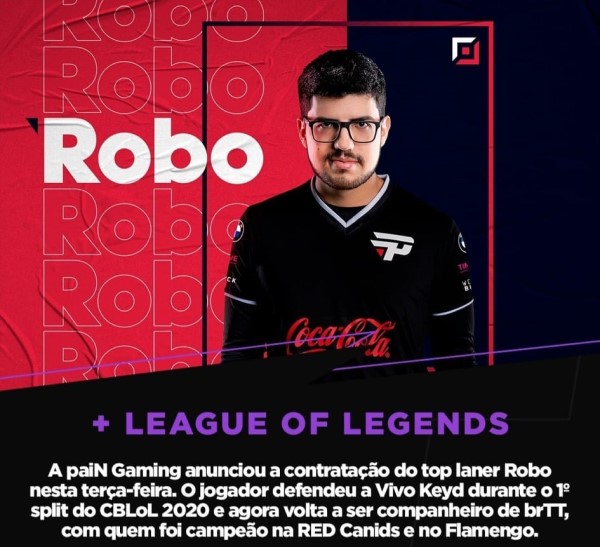 Robo
Robo
Robo
Robo
Robo
Robo
Robo
Coca-Cola
+ LEAGUE OF LEGENDS
A paiN Gaming anunciou a contratação do top laner Robo
nesta terça-feira. O jogador defendeu a Vivo Keyd durante o 1º
split do CBLoL 2020 e agora volta a ser companheiro de brTT,
com quem foi campeão na RED Canids e no Flamengo.